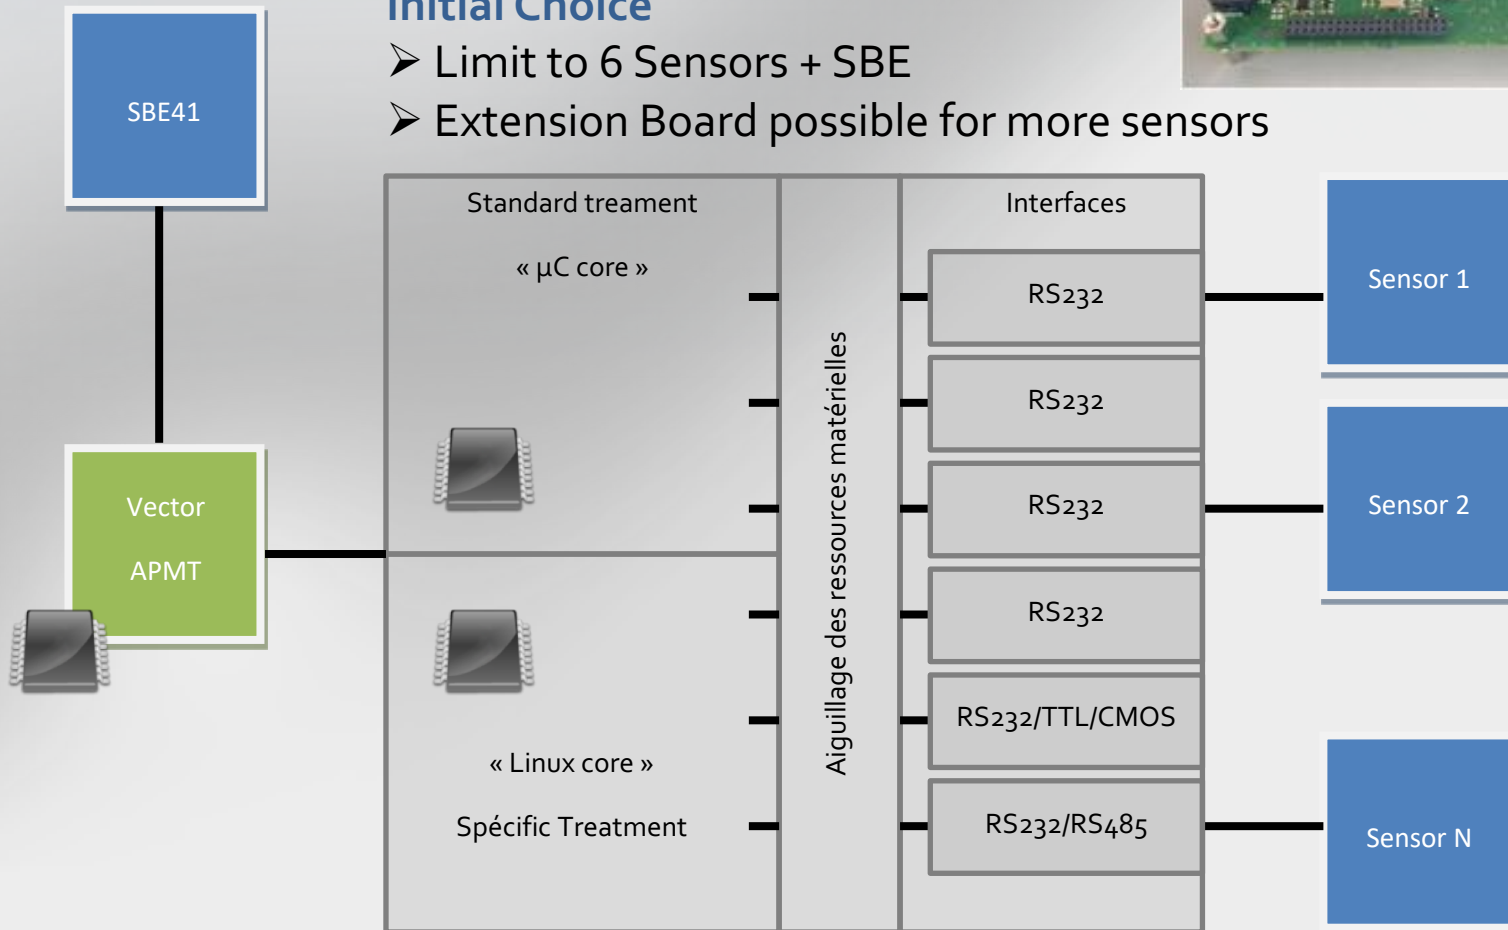 Initial Choice
➢ Limit to 6 Sensors + SBE
➢ Extension Board possible for more sensors
SBE41
Vector
APMT
Standard treament
« µC core »
« Linux core »
Spécific Treatment
Aiguillage des ressources matérielles
Interfaces
RS232
RS232
RS232
RS232
RS232/TTL/CMOS
RS232/RS485
Sensor 1
Sensor 2
Sensor N